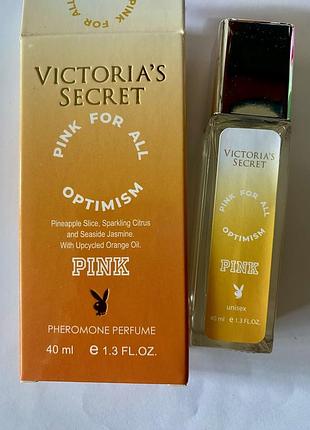 PINK FOR ALL
VICTORIA'S
SECRET
PINK FOR ALL
OPTIMISM
Pineapple Slice, Sparkling Citrus
and Seaside Jasmine.
With Upcycled Orange Oil.
PINK
PHEROMONE PERFUME
40 ml e 1.3 FL.OZ.
VICTORIA'S
SECRET
PINK FOR ALL
OPTIMISM
PINK
unisex
40 ml e 1.3 FL.OZ.